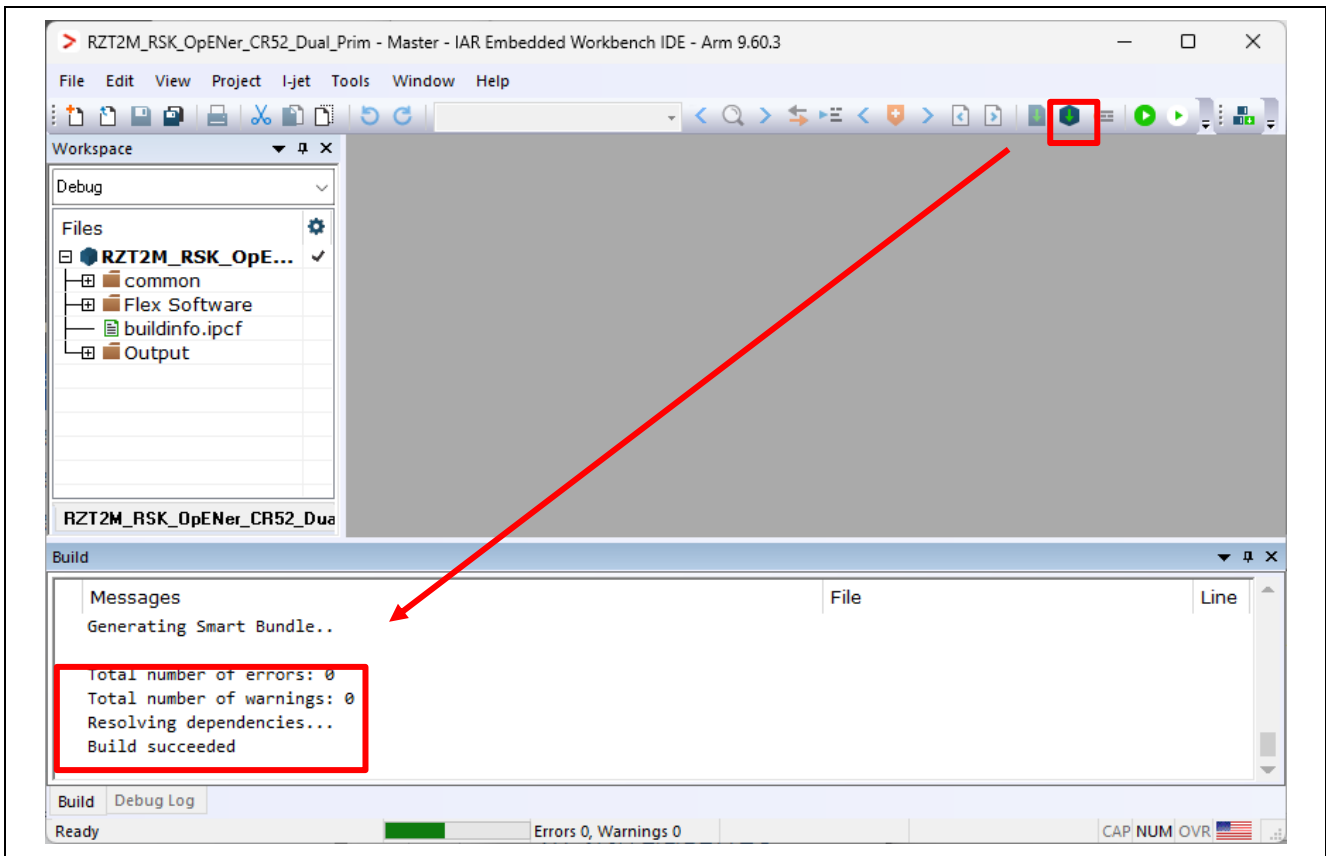 RZT2M_RSK_OpENer_CR52_Dual_Prim - Master - IAR Embedded Workbench IDE - Arm 9.60.3
File Edit View Project I-jet Tools Window Help
Workspace
Debug
Files
RZT2M_RSK_OpE...
common
Flex Software
buildinfo.ipcf
Output
RZT2M_RSK_OpENer_CR52_Dua
Build
Messages File Line
Generating Smart Bundle..
Total number of errors: 0
Total number of warnings: 0
Resolving dependencies...
Build succeeded
Build Debug Log
Ready Errors 0, Warnings 0 CAP NUM OVR